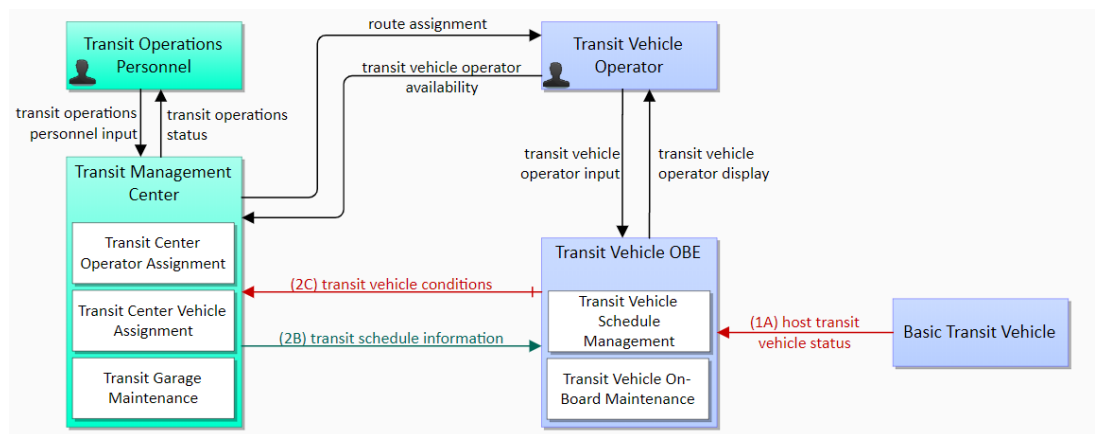 Transit Operations
Personnel
route assignment
Transit Vehicle
Operator
transit vehicle operator
availability
transit operations
personnel input
transit operations
status
transit vehicle
operator input
transit vehicle
operator display
Transit Management
Center
Transit Center
Operator Assignment
Transit Center Vehicle
Assignment
Transit Garage
Maintenance
(2C) transit vehicle conditions
(2B) transit schedule information
Transit Vehicle OBE
Transit Vehicle
Schedule
Management
Transit Vehicle On-
Board Maintenance
(1A) host transit
vehicle status
Basic Transit Vehicle